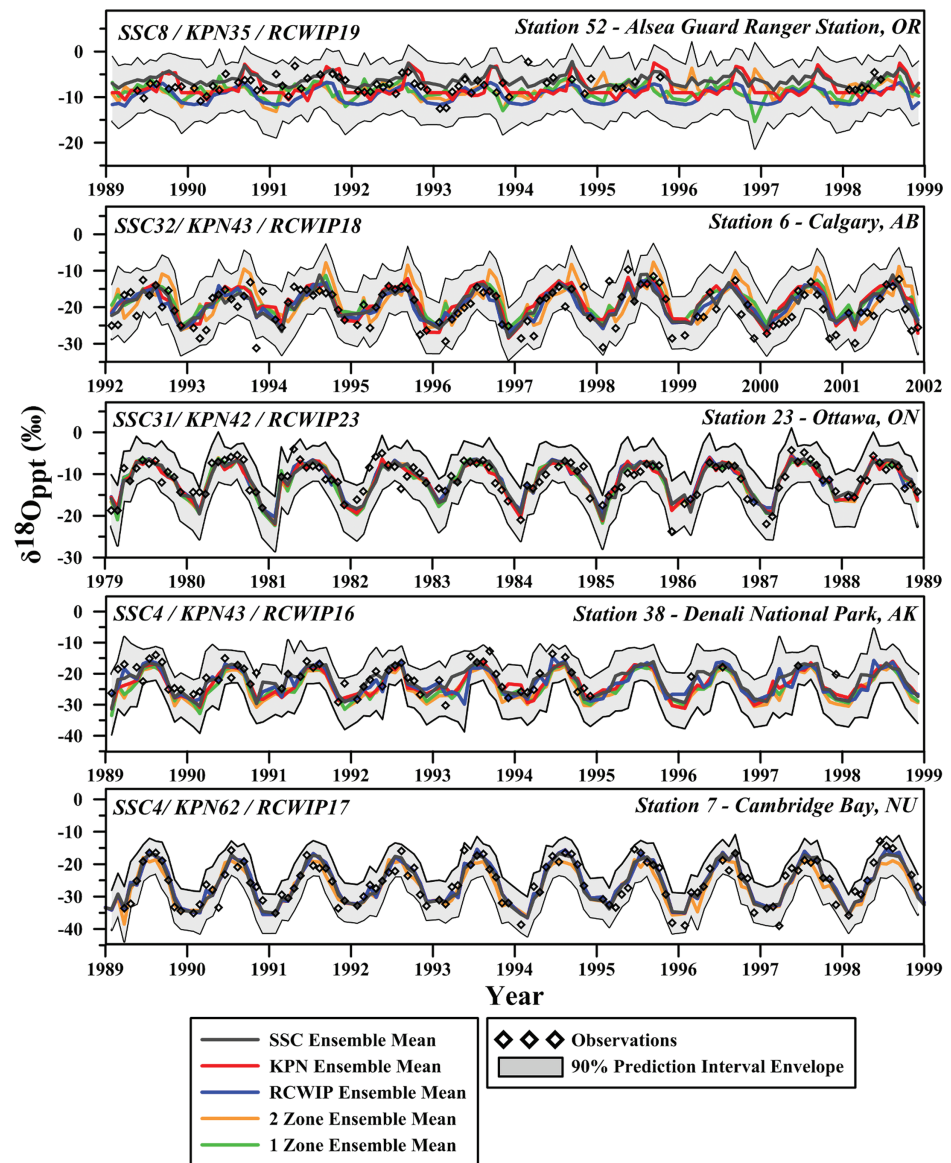 SSC8 / KPN35 / RCWIP19
Station 52 - Alsea Guard Ranger Station, OR
0
-10
-20
1989 1990 1991 1992 1993 1994 1995 1996 1997 1998 1999
SSC32/ KPN43 / RCWIP18
Station 6 - Calgary, AB
0
-10
-20
-30
1992 1993 1994 1995 1996 1997 1998 1999 2000 2001 2002
SSC31/ KPN42 / RCWIP23
Station 23 - Ottawa, ON
0
-10
-20
-30
1979 1980 1981 1982 1983 1984 1985 1986 1987 1988 1989
SSC4/ KPN43 / RCWIP16
Station 38 - Denali National Park, AK
0
-10
-20
-30
-40
1989 1990 1991 1992 1993 1994 1995 1996 1997 1998 1999
SSC4/ KPN62 / RCWIP17
Station 7 - Cambridge Bay, NU
0
-10
-20
-30
-40
1989 1990 1991 1992 1993 1994 1995 1996 1997 1998 1999
δ¹⁸Oppt (‰)
Year
SSC Ensemble Mean
KPN Ensemble Mean
RCWIP Ensemble Mean
2 Zone Ensemble Mean
1 Zone Ensemble Mean
Observations
90% Prediction Interval Envelope